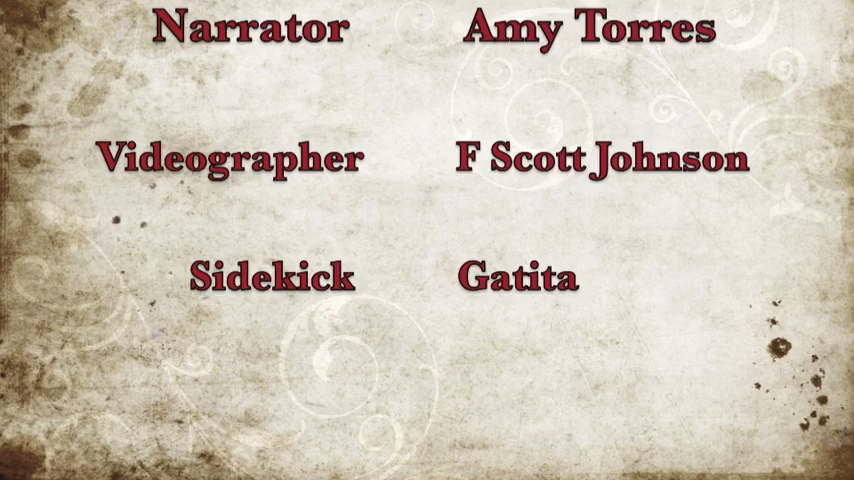 Narrator Amy Torres
Videographer F Scott Johnson
Sidekick Gatita